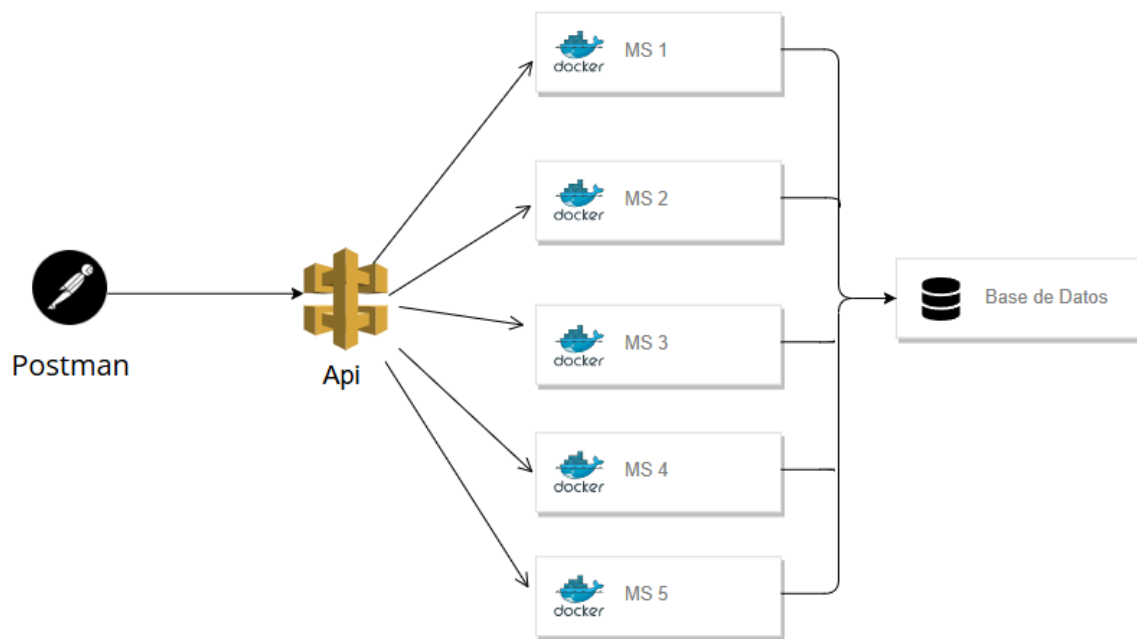 docker
MS 1
docker
MS 2
Postman
Api
docker
MS 3
docker
MS 4
docker
MS 5
Base de Datos